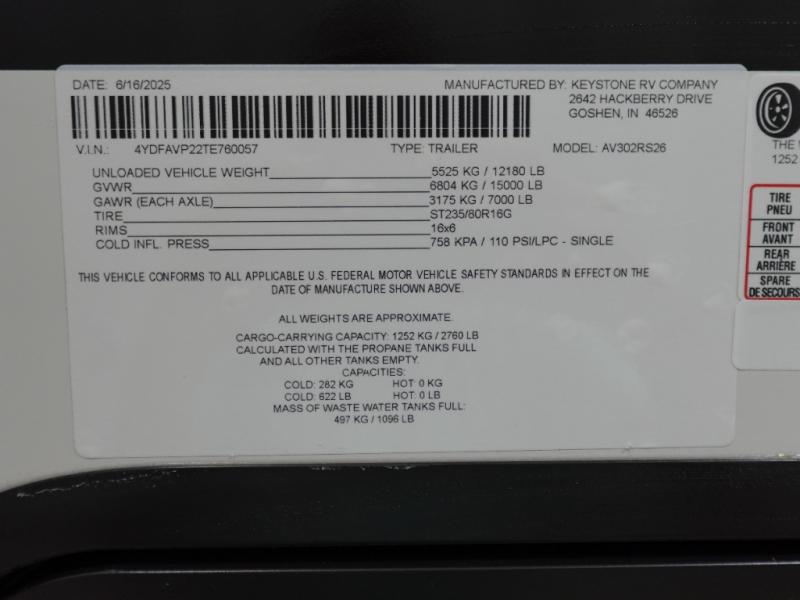 DATE: 6/16/2025 MANUFACTURED BY: KEYSTONE RV COMPANY
2642 HACKBERRY DRIVE
GOSHEN, IN 46526
V.I.N.: 4YDFAVP22TE760057 TYPE: TRAILER MODEL: AV302RS26
UNLOADED VEHICLE WEIGHT 5525 KG / 12180 LB
GVWR 6804 KG / 15000 LB
GAWR (EACH AXLE) 3175 KG / 7000 LB
TIRE ST235/80R16G
RIMS 16x6
COLD INFL. PRESS 758 KPA / 110 PSI/LPC - SINGLE
THIS VEHICLE CONFORMS TO ALL APPLICABLE U.S. FEDERAL MOTOR VEHICLE SAFETY STANDARDS IN EFFECT ON THE
DATE OF MANUFACTURE SHOWN ABOVE.
ALL WEIGHTS ARE APPROXIMATE.
CARGO-CARRYING CAPACITY: 1252 KG / 2760 LB
CALCULATED WITH THE PROPANE TANKS FULL
AND ALL OTHER TANKS EMPTY.
CAPACITIES:
COLD: 282 KG HOT: 0 KG
COLD: 622 LB HOT: 0 LB
MASS OF WASTE WATER TANKS FULL:
497 KG / 1096 LB
THE
1252
TIRE
PNEU
FRONT
AVANT
REAR
ARRIÈRE
SPARE
DE SECOURS